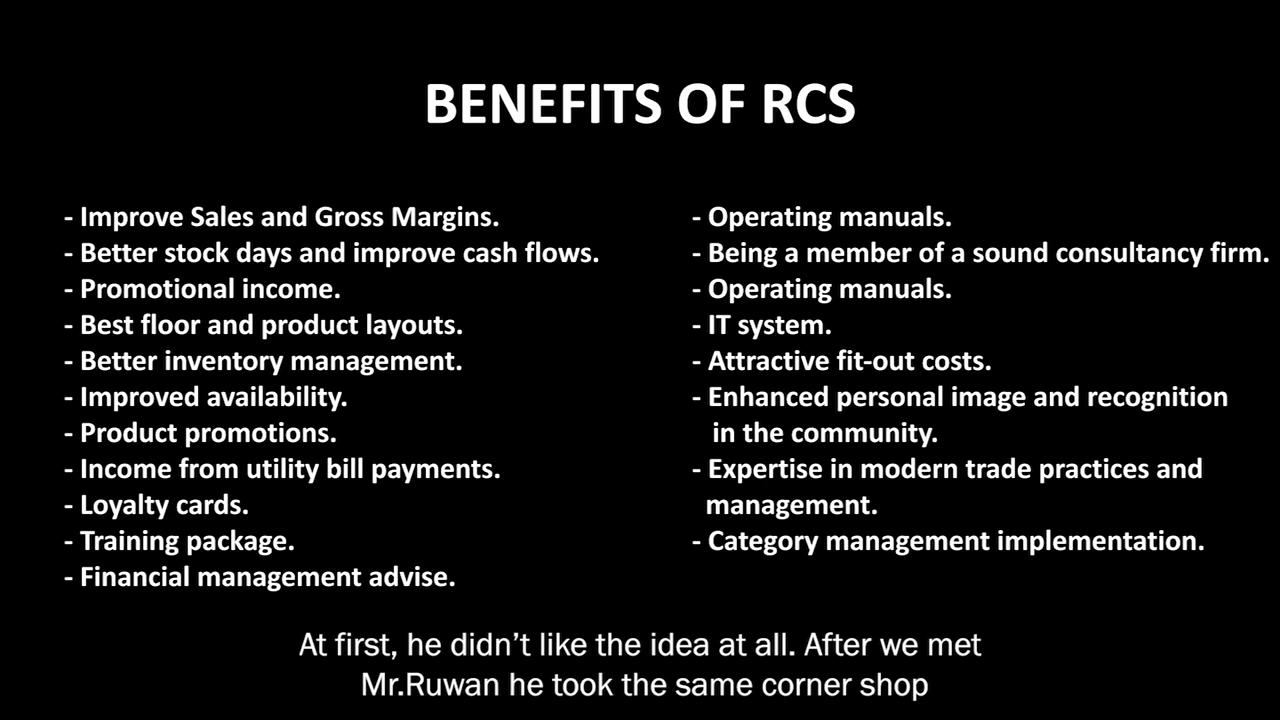 BENEFITS OF RCS
- Improve Sales and Gross Margins.
- Better stock days and improve cash flows.
- Promotional income.
- Best floor and product layouts.
- Better inventory management.
- Improved availability.
- Product promotions.
- Income from utility bill payments.
- Loyalty cards.
- Training package.
- Financial management advise.
- Operating manuals.
- Being a member of a sound consultancy firm.
- Operating manuals.
- IT system.
- Attractive fit-out costs.
- Enhanced personal image and recognition
in the community.
- Expertise in modern trade practices and
management.
- Category management implementation.
At first, he didn’t like the idea at all. After we met
Mr.Ruwan he took the same corner shop